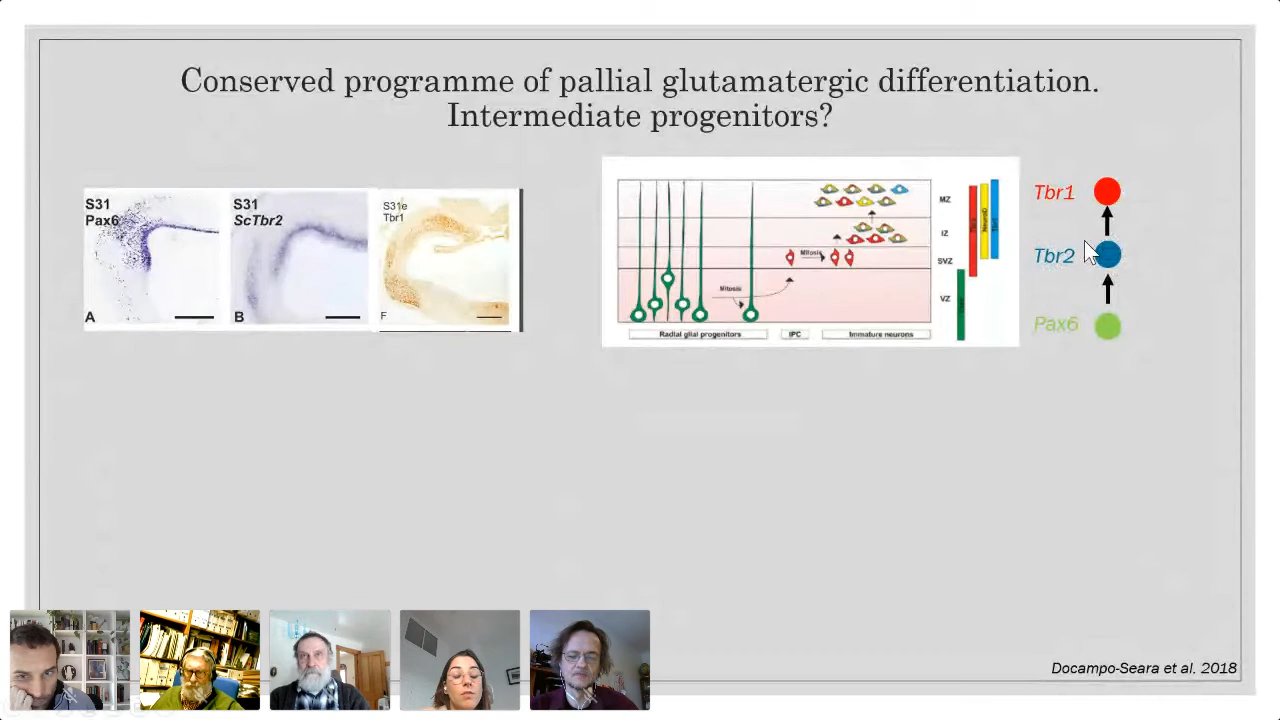 Conserved programme of pallial glutamatergic differentiation.
Intermediate progenitors?
S31
Pax6
A
S31
ScTbr2
B
S31e
Tbr1
F
MZ
IZ
SVZ
VZ
Mitosis
Mitosis
Radial glial progenitors
IPC
Immature neurons
NeuroD
Tbr1
Tbr2
Pax6
Docampo-Seara et al. 2018